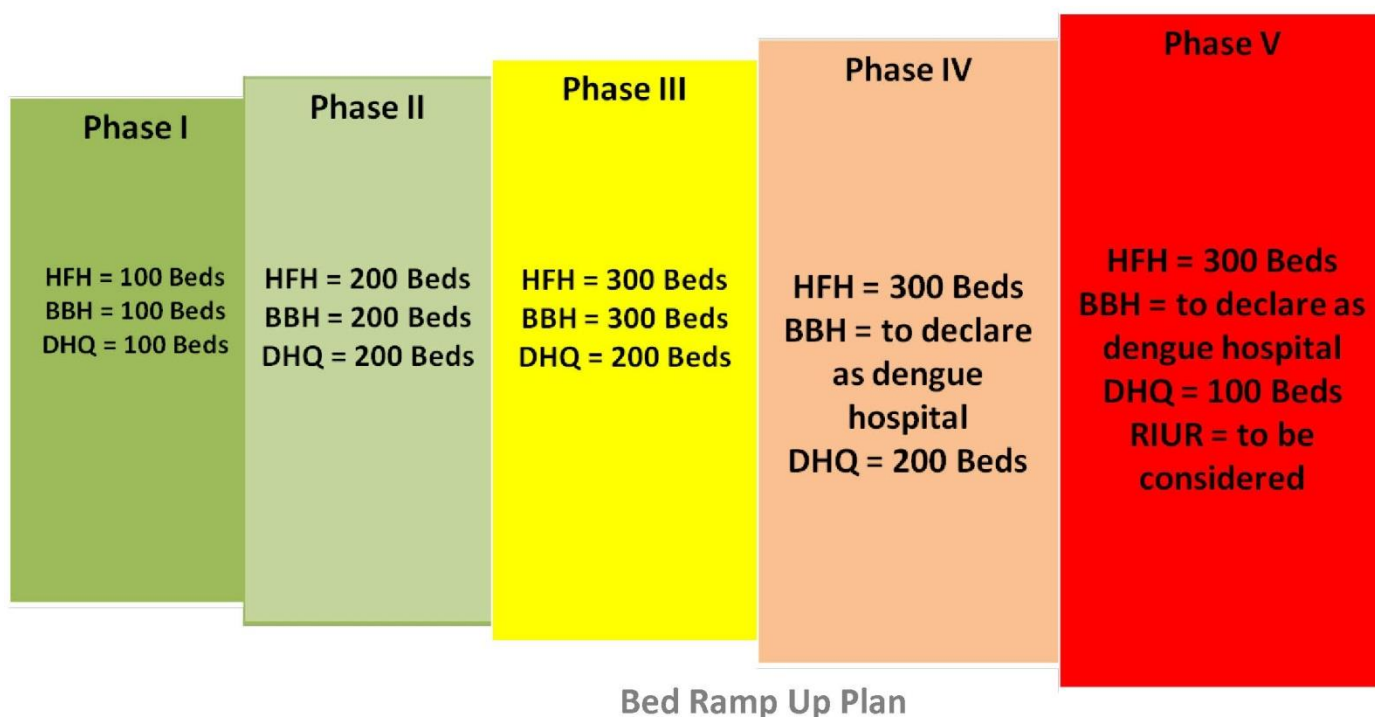 Phase I
HFH = 100 Beds
BBH = 100 Beds
DHQ = 100 Beds
Phase II
HFH = 200 Beds
BBH = 200 Beds
DHQ = 200 Beds
Phase III
HFH = 300 Beds
BBH = 300 Beds
DHQ = 200 Beds
Phase IV
HFH = 300 Beds
BBH = to declare
as dengue
hospital
DHQ = 200 Beds
Phase V
HFH = 300 Beds
BBH = to declare as
dengue hospital
DHQ = 100 Beds
RIUR = to be
considered
Bed Ramp Up Plan